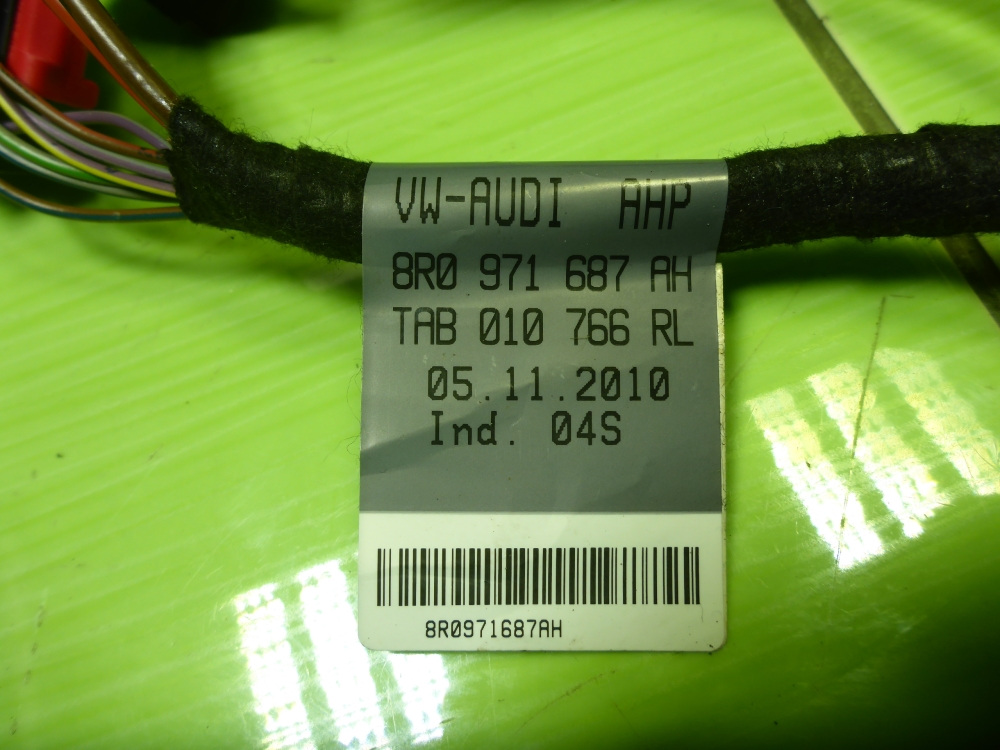 VW-AUDI AHP
8R0 971 687 AH
TAB 010 766 RL
05.11.2010
Ind. 04S
8R0971687AH